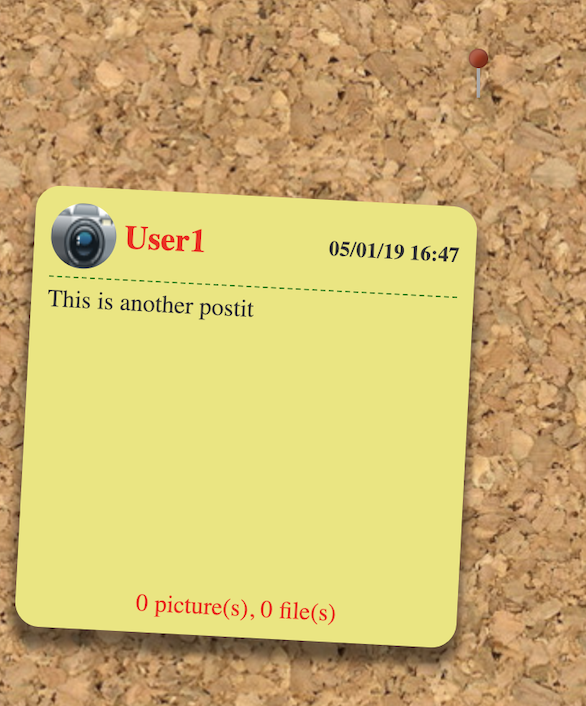 User1
05/01/19 16:47
This is another postit
0 picture(s), 0 file(s)